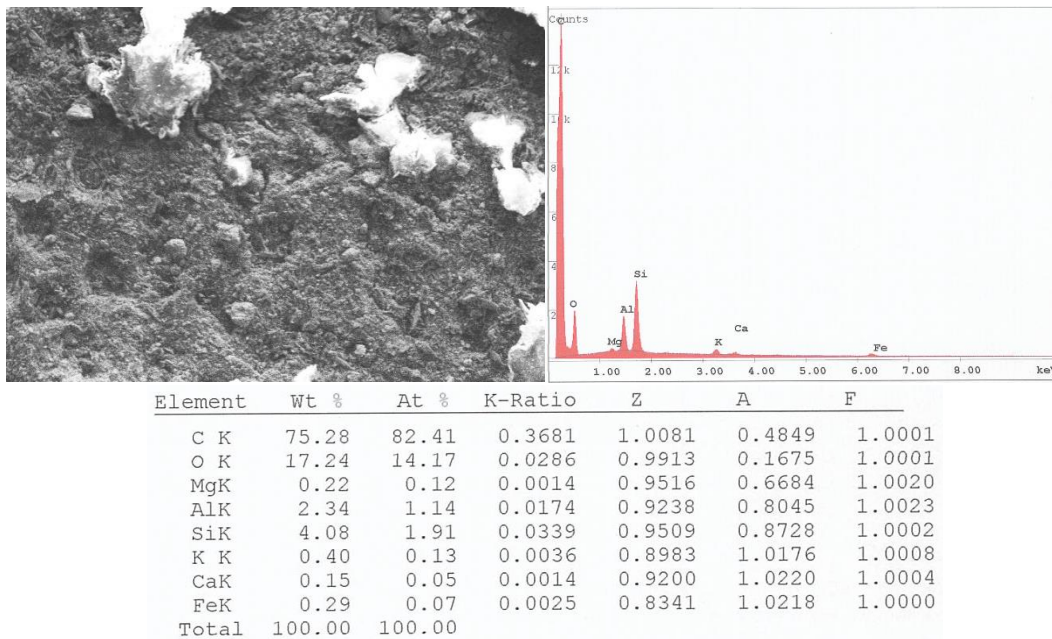 Counts
C
12k
10k
8
6
4
2
O
Mg
Al
Si
K
Ca
Fe
1.00 2.00 3.00 4.00 5.00 6.00 7.00 8.00 keV
Element Wt % At % K-Ratio Z A F
C K 75.28 82.41 0.3681 1.0081 0.4849 1.0001
O K 17.24 14.17 0.0286 0.9913 0.1675 1.0001
MgK 0.22 0.12 0.0014 0.9516 0.6684 1.0020
AlK 2.34 1.14 0.0174 0.9238 0.8045 1.0023
SiK 4.08 1.91 0.0339 0.9509 0.8728 1.0002
K K 0.40 0.13 0.0036 0.8983 1.0176 1.0008
CaK 0.15 0.05 0.0014 0.9200 1.0220 1.0004
FeK 0.29 0.07 0.0025 0.8341 1.0218 1.0000
Total 100.00 100.00